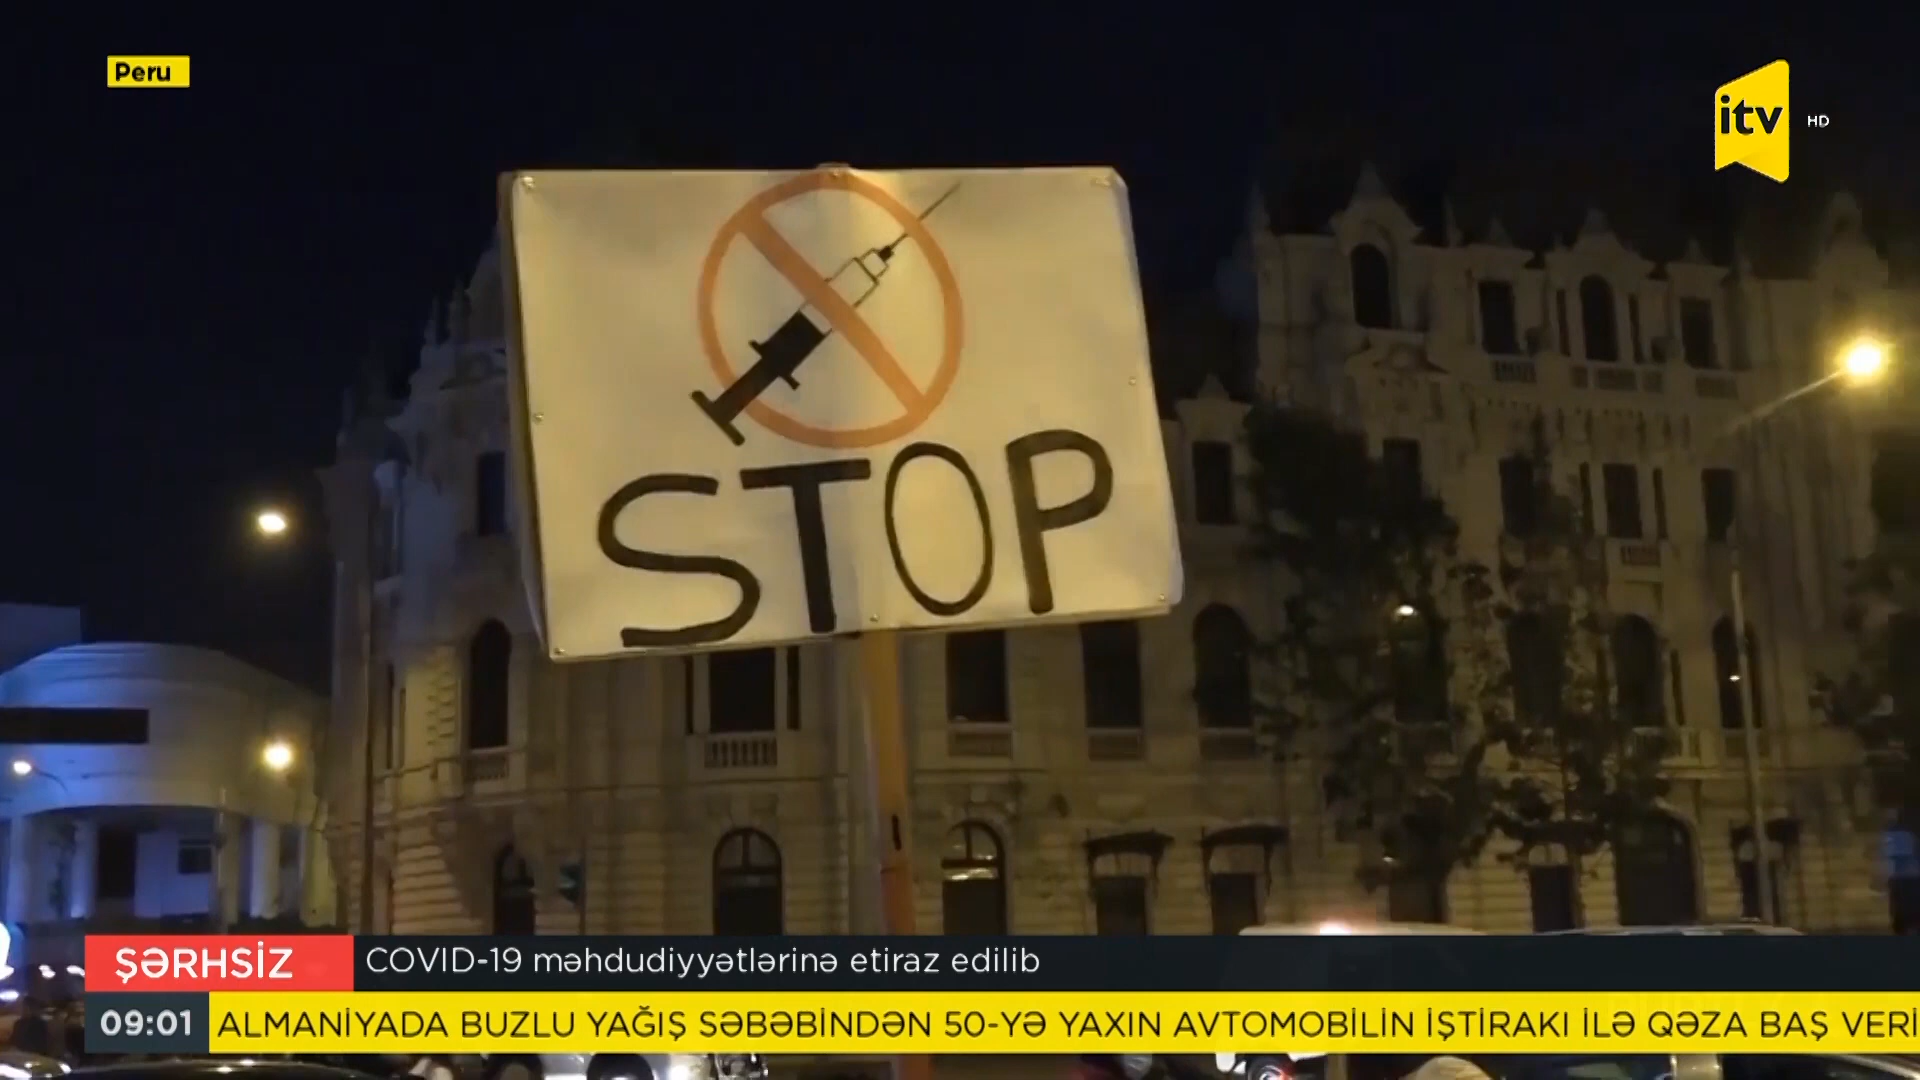 Peru
itv HD
STOP
ŞƏRHSİZ COVID-19 məhdudiyyətlərinə etiraz edilib
09:01 ALMANİYADA BUZLU YAĞIŞ SƏBƏBİNDƏN 50-YƏ YAXIN AVTOMOBİLİN İŞTİRAKI İLƏ QƏZA BAŞ VERİ